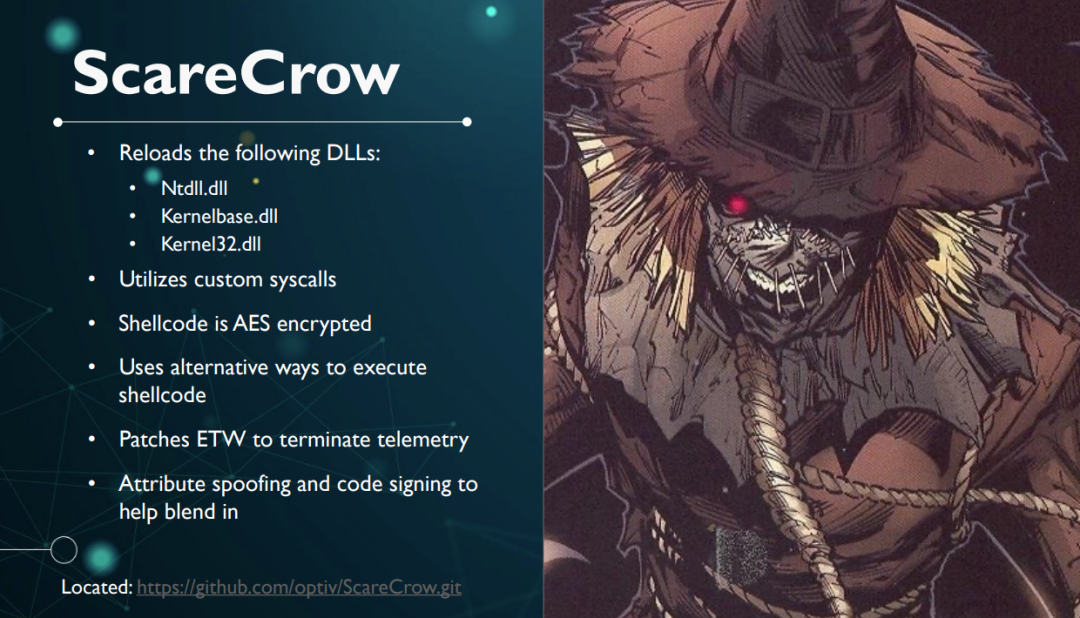 ScareCrow
• Reloads the following DLLs:
• Ntdll.dll
• Kernelbase.dll
• Kernel32.dll
• Utilizes custom syscalls
• Shellcode is AES encrypted
• Uses alternative ways to execute
shellcode
• Patches ETW to terminate telemetry
• Attribute spoofing and code signing to
help blend in
Located: https://github.com/optiv/ScareCrow.git